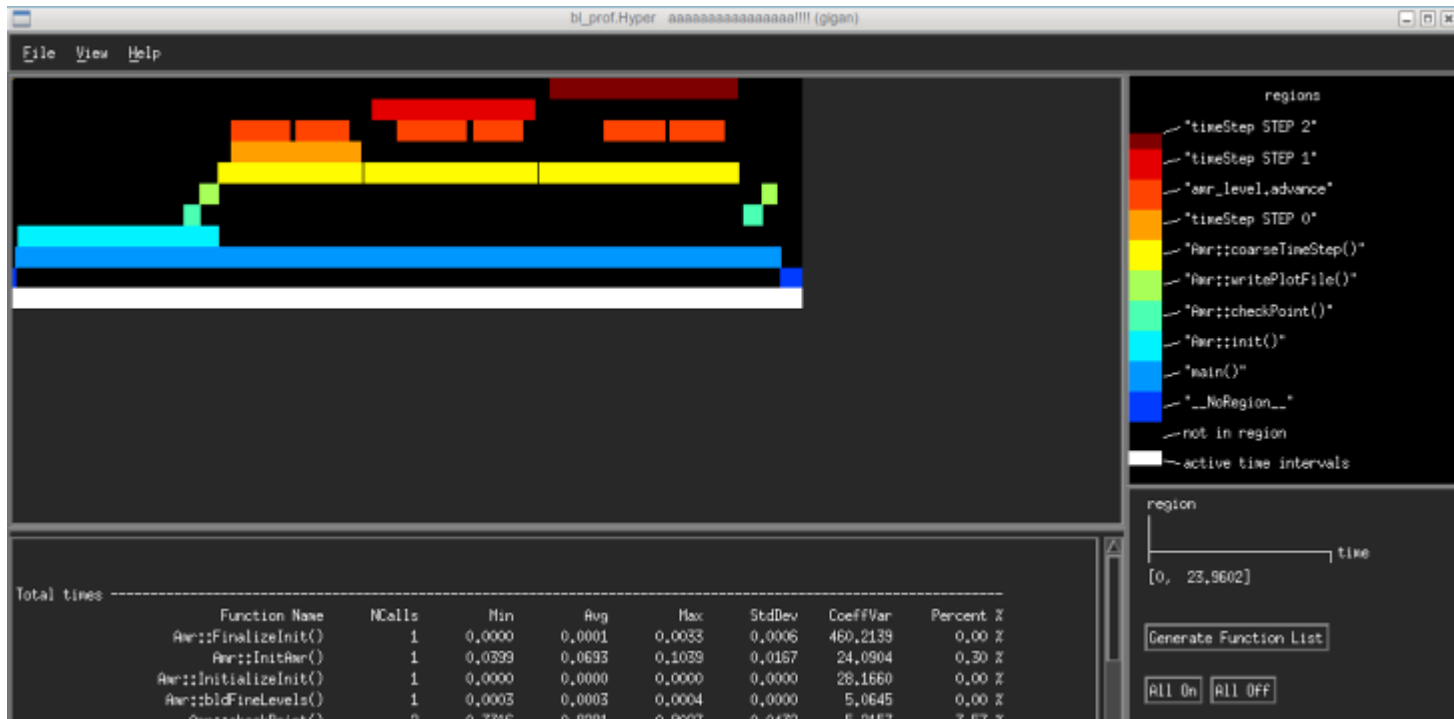 bl_prof.Hyper aaaaaaaaaaaaaaaa!!!! (gigan)
File View Help
regions
"timeStep STEP 2"
"timeStep STEP 1"
"amr_level.advance"
"timeStep STEP 0"
"Amr::coarseTimeStep()"
"Amr::writePlotFile()"
"Amr::checkPoint()"
"Amr::init()"
"main()"
"__NoRegion__"
not in region
active time intervals
region
time
[0, 23.9602]
Generate Function List
All On All Off
Total times ----------------------------------------------------------------
Function Name NCalls Min Avg Max StdDev CoeffVar Percent %
Amr::FinalizeInit() 1 0.0000 0.0001 0.0033 0.0006 460.2139 0.00 %
Amr::InitAmr() 1 0.0399 0.0693 0.1039 0.0167 24.0904 0.30 %
Amr::InitializeInit() 1 0.0000 0.0000 0.0000 0.0000 28.1660 0.00 %
Amr::bldFineLevels() 1 0.0003 0.0003 0.0004 0.0000 5.0645 0.00 %